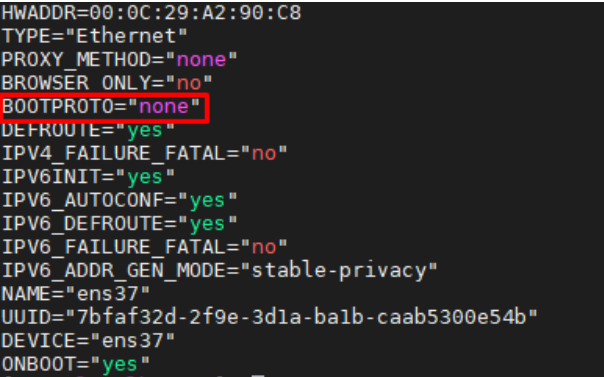 HWADDR=00:0C:29:A2:90:C8
TYPE="Ethernet"
PROXY_METHOD="none"
BROWSER_ONLY="no"
BOOTPROTO="none"
DEFROUTE="yes"
IPV4_FAILURE_FATAL="no"
IPV6INIT="yes"
IPV6_AUTOCONF="yes"
IPV6_DEFROUTE="yes"
IPV6_FAILURE_FATAL="no"
IPV6_ADDR_GEN_MODE="stable-privacy"
NAME="ens37"
UUID="7bfaf32d-2f9e-3d1a-ba1b-caab5300e54b"
DEVICE="ens37"
ONBOOT="yes"